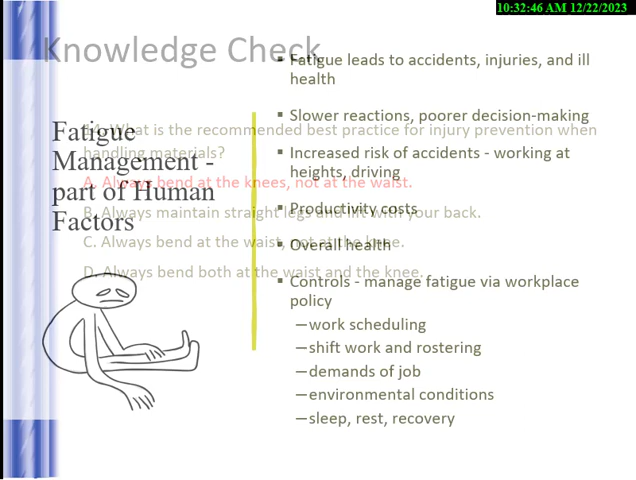 10:32:46 AM 12/22/2023
Knowledge Check
14. What is the recommended best practice for injury prevention when
handling materials?
A. Always bend at the knees, not at the waist.
B. Always maintain straight legs and lift with your back.
C. Always bend at the waist, not at the knee.
D. Always bend both at the waist and the knee.
Fatigue
Management -
part of Human
Factors
▪ Fatigue leads to accidents, injuries, and ill
health
▪ Slower reactions, poorer decision-making
▪ Increased risk of accidents - working at
heights, driving
▪ Productivity costs
▪ Overall health
▪ Controls - manage fatigue via workplace
policy
—work scheduling
—shift work and rostering
—demands of job
—environmental conditions
—sleep, rest, recovery